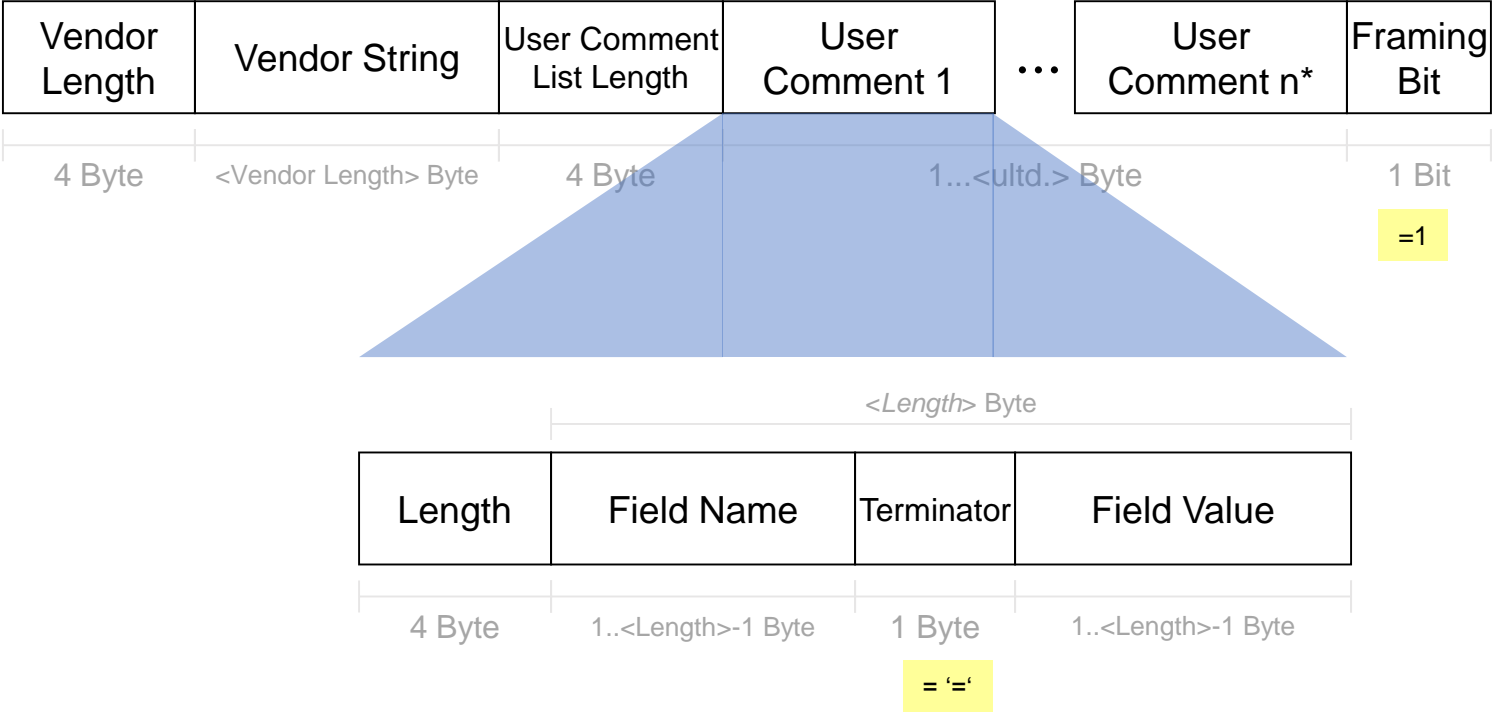 Vendor
Length
Vendor String
User Comment
List Length
User
Comment 1
...
User
Comment n*
Framing
Bit
4 Byte
<Vendor Length> Byte
4 Byte
1...<ultd.> Byte
1 Bit
=1
<Length> Byte
Length
Field Name
Terminator
Field Value
4 Byte
1..<Length>-1 Byte
1 Byte
1..<Length>-1 Byte
= ‘=‘